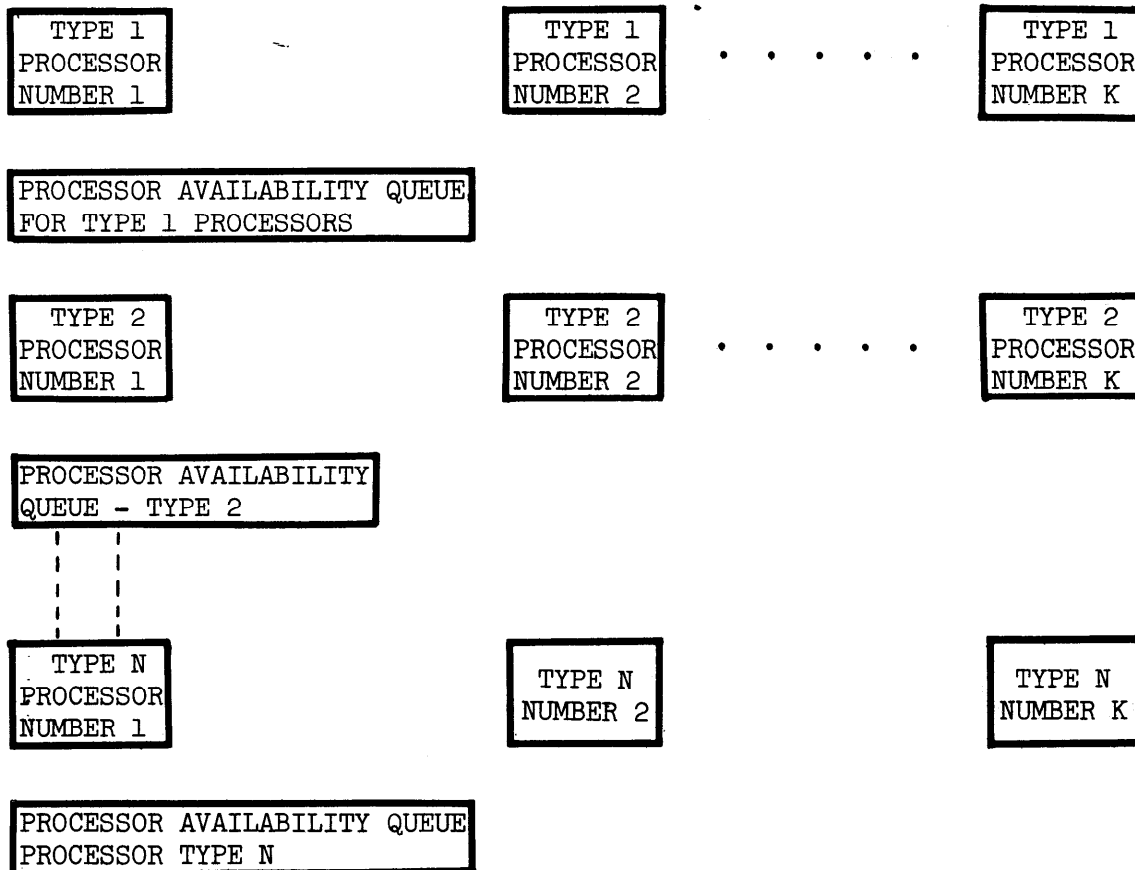 TYPE 1
PROCESSOR
NUMBER 1
TYPE 1
PROCESSOR
NUMBER 2
TYPE 1
PROCESSOR
NUMBER K
PROCESSOR AVAILABILITY QUEUE
FOR TYPE 1 PROCESSORS
TYPE 2
PROCESSOR
NUMBER 1
TYPE 2
PROCESSOR
NUMBER 2
TYPE 2
PROCESSOR
NUMBER K
PROCESSOR AVAILABILITY
QUEUE - TYPE 2
TYPE N
PROCESSOR
NUMBER 1
TYPE N
NUMBER 2
TYPE N
NUMBER K
PROCESSOR AVAILABILITY QUEUE
PROCESSOR TYPE N